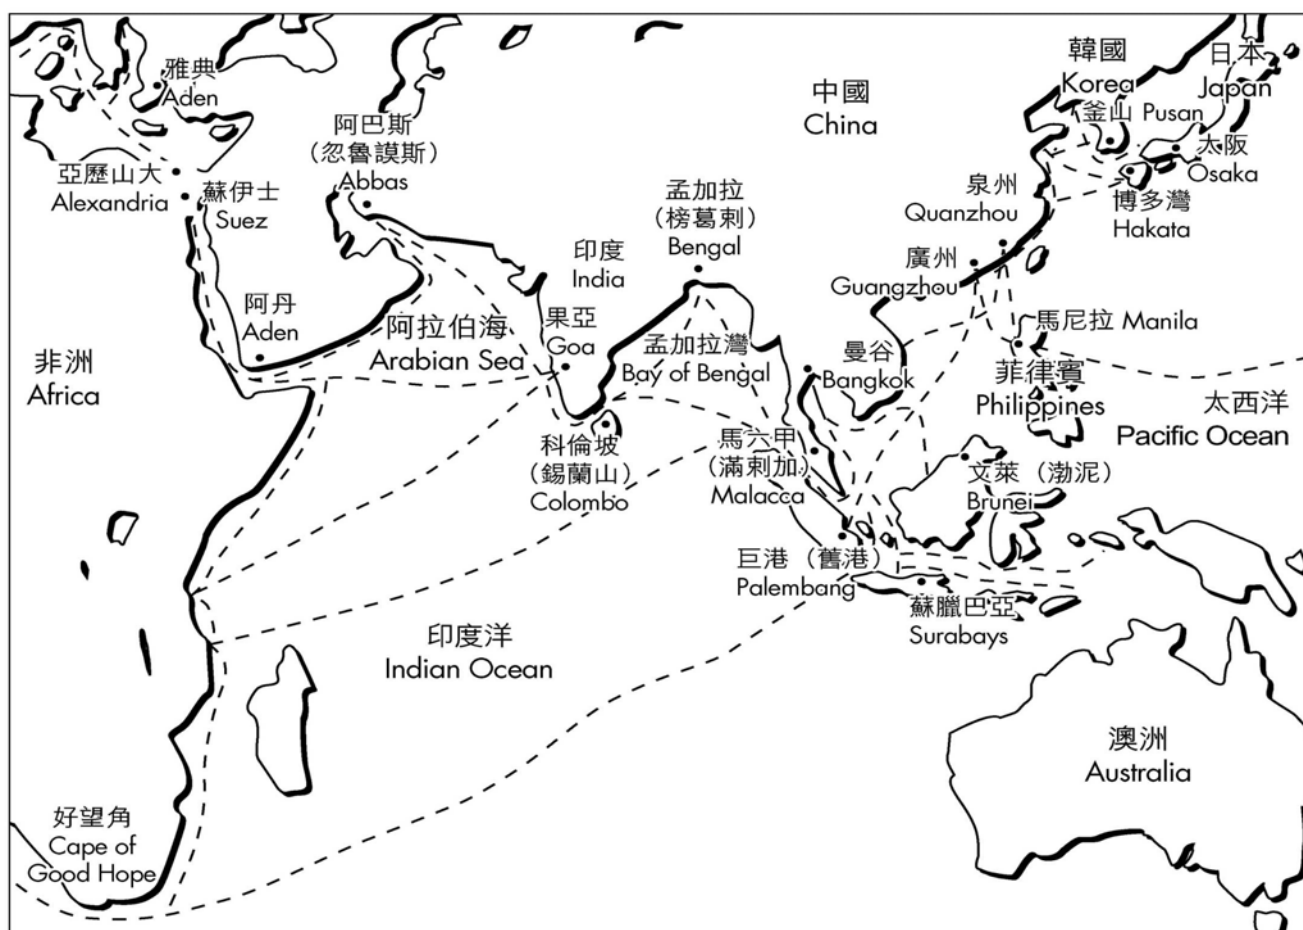 韓國
Korea
日本
Japan
雅典
Aden
中國
China
釜山 Pusan
阿巴斯
(忽魯謨斯)
Abbas
太阪
Osaka
亞歷山大
Alexandria
蘇伊士
Suez
孟加拉
(榜葛剌)
Bengal
泉州
Quanzhou
博多灣
Hakata
印度
India
廣州
Guangzhou
阿丹
Aden
阿拉伯海
Arabian Sea
果亞
Goa
孟加拉灣
Bay of Bengal
曼谷
Bangkok
馬尼拉 Manila
非洲
Africa
菲律賓
Philippines
太西洋
Pacific Ocean
科倫坡
(錫蘭山)
Colombo
馬六甲
(滿剌加)
Malacca
文萊(渤泥)
Brunei
巨港(舊港)
Palembang
蘇臘巴亞
Surabays
印度洋
Indian Ocean
澳洲
Australia
好望角
Cape of
Good Hope